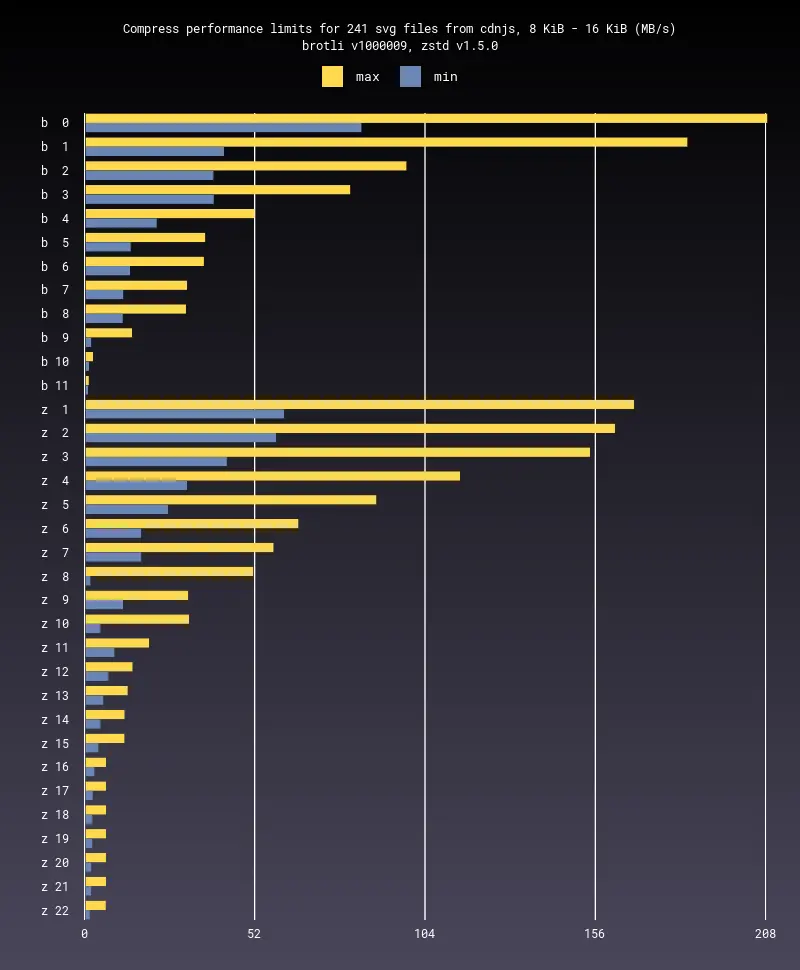 Compress performance limits for 241 svg files from cdnjs, 8 KiB - 16 KiB (MB/s)
brotli v1000009, zstd v1.5.0
max min
b 0
b 1
b 2
b 3
b 4
b 5
b 6
b 7
b 8
b 9
b 10
b 11
z 1
z 2
z 3
z 4
z 5
z 6
z 7
z 8
z 9
z 10
z 11
z 12
z 13
z 14
z 15
z 16
z 17
z 18
z 19
z 20
z 21
z 22
0 52 104 156 208